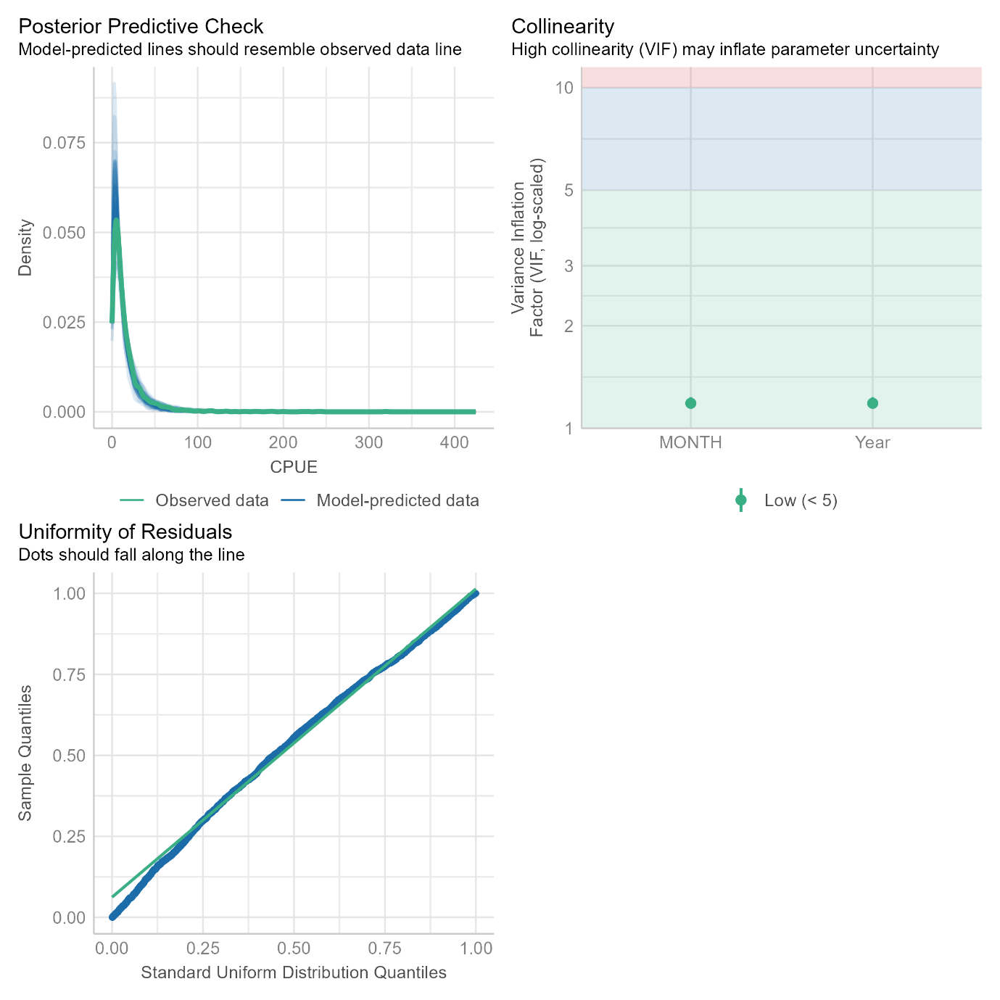 Posterior Predictive Check
Model-predicted lines should resemble observed data line
Density
0.075
0.050
0.025
0.000
0
100
200
300
400
CPUE
Observed data
Model-predicted data
Collinearity
High collinearity (VIF) may inflate parameter uncertainty
Variance Inflation
Factor (VIF, log-scaled)
10
5
3
2
1
MONTH
Year
Low (< 5)
Uniformity of Residuals
Dots should fall along the line
Sample Quantiles
1.00
0.75
0.50
0.25
0.00
0.00
0.25
0.50
0.75
1.00
Standard Uniform Distribution Quantiles